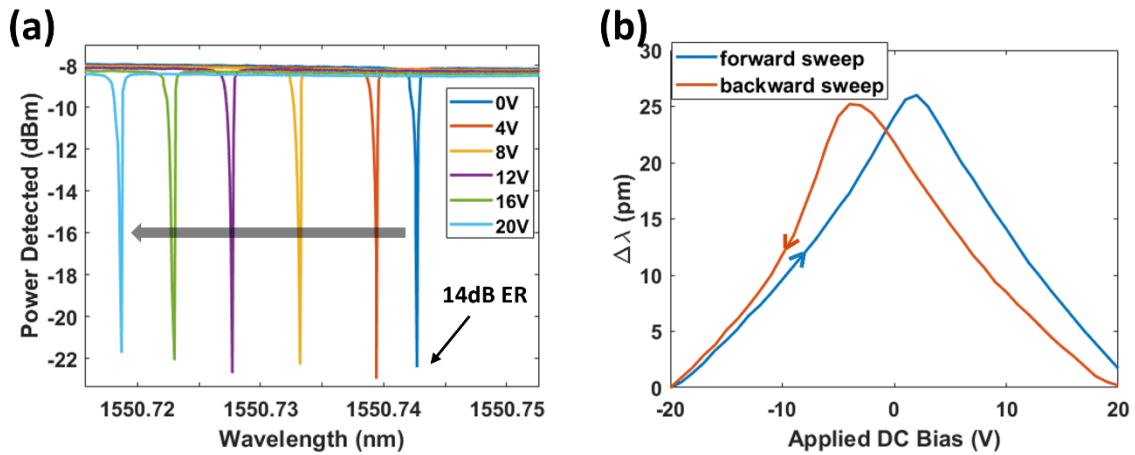 (a)
-8
-10
-12
-14
-16
-18
-20
-22
Power Detected (dBm)
0V
4V
8V
12V
16V
20V
14dB ER
1550.72
1550.73
1550.74
1550.75
Wavelength (nm)
(b)
30
25
20
15
10
5
0
Δλ (pm)
forward sweep
backward sweep
-20
-10
0
10
20
Applied DC Bias (V)